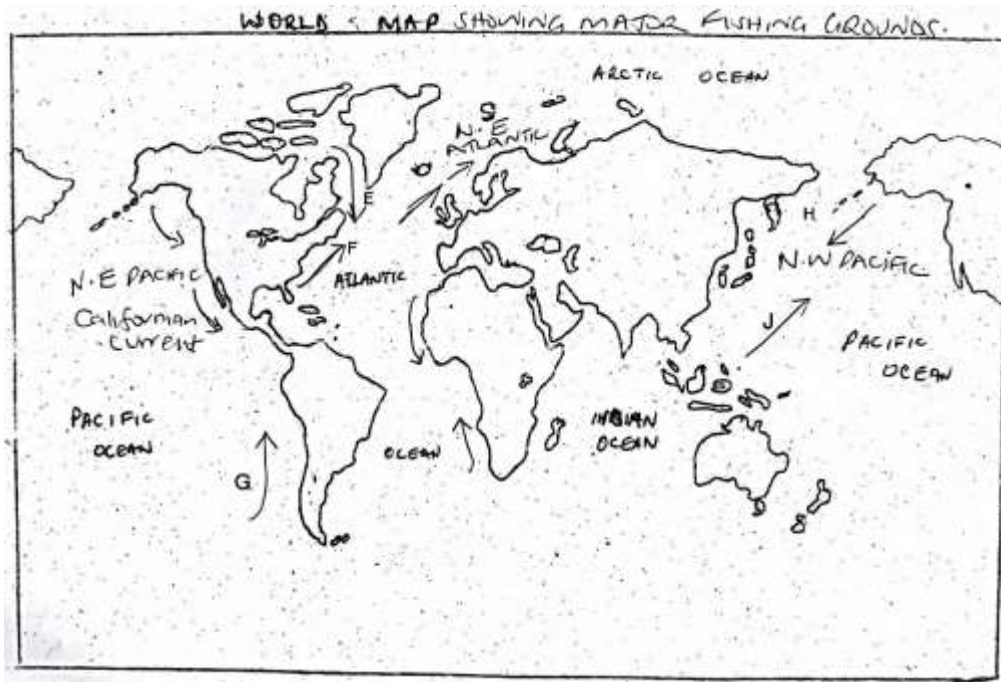 WORLD MAP SHOWING MAJOR FISHING GROUNDS.
ARCTIC OCEAN
S
N.E
ATLANTIC
E
F
ATLANTIC
H
N.W PACIFIC
N.E PACIFIC
Californian
current
J
PACIFIC
OCEAN
PACIFIC
OCEAN
OCEAN
INDIAN
OCEAN
G